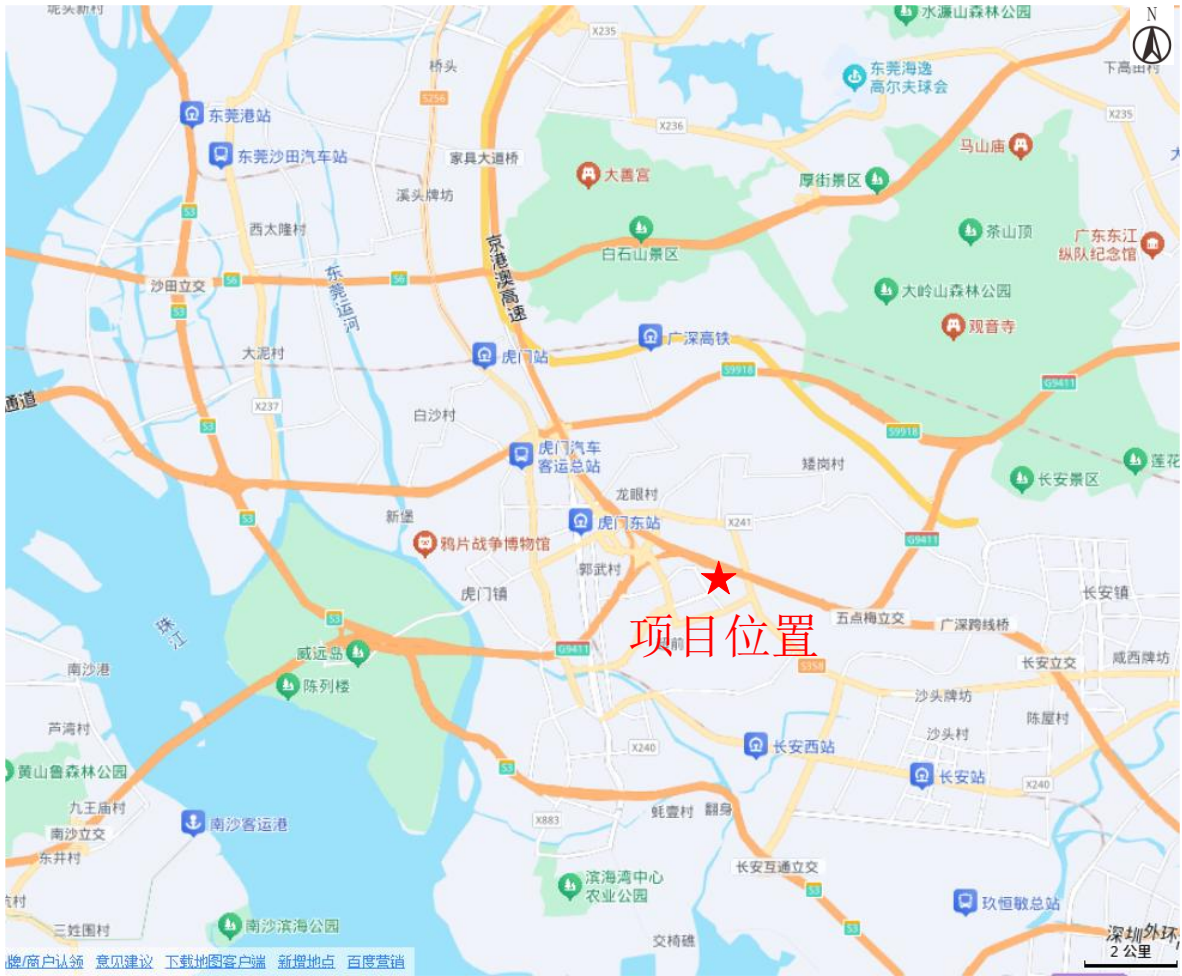 坭头新村
X235
水濂山森林公园
N
桥头
东莞海逸
高尔夫球会
下高田村
S256
东莞港站
X236
X235
东莞沙田汽车站
家具大道桥
马山庙
大善宫
厚街景区
溪头牌坊
S3
西太隆村
茶山顶
广东东江
纵队纪念馆
白石山景区
京港澳高速
东莞运河
沙田立交
S6
S6
大岭山森林公园
S3
观音寺
广深高铁
大泥村
虎门站
S9918
G9411
通道
X237
白沙村
S3
S9918
虎门汽车
客运总站
矮岗村
莲花
长安景区
龙眼村
新堡
S3
虎门东站
X241
鸦片战争博物馆
G9411
郭武村
虎门镇
长安镇
项目位置
珠江
S3
五点梅立交
广深跨线桥
威远岛
G9411
前
长安立交
咸西牌坊
南沙港
S358
陈列楼
沙头牌坊
芦湾村
陈屋村
沙头村
X240
长安西站
黄山鲁森林公园
S3
长安站
X240
九王庙村
蚝壹村
翻身
南沙客运港
X883
南沙立交
东井村
长安互通立交
滨海湾中心
农业公园
S3
坑村
玖恒敏总站
三姓围村
南沙滨海公园
S3
交椅礁
深圳外环
2 公里
牌/商户认领 意见建议 下载地图客户端 新增地点 百度营销